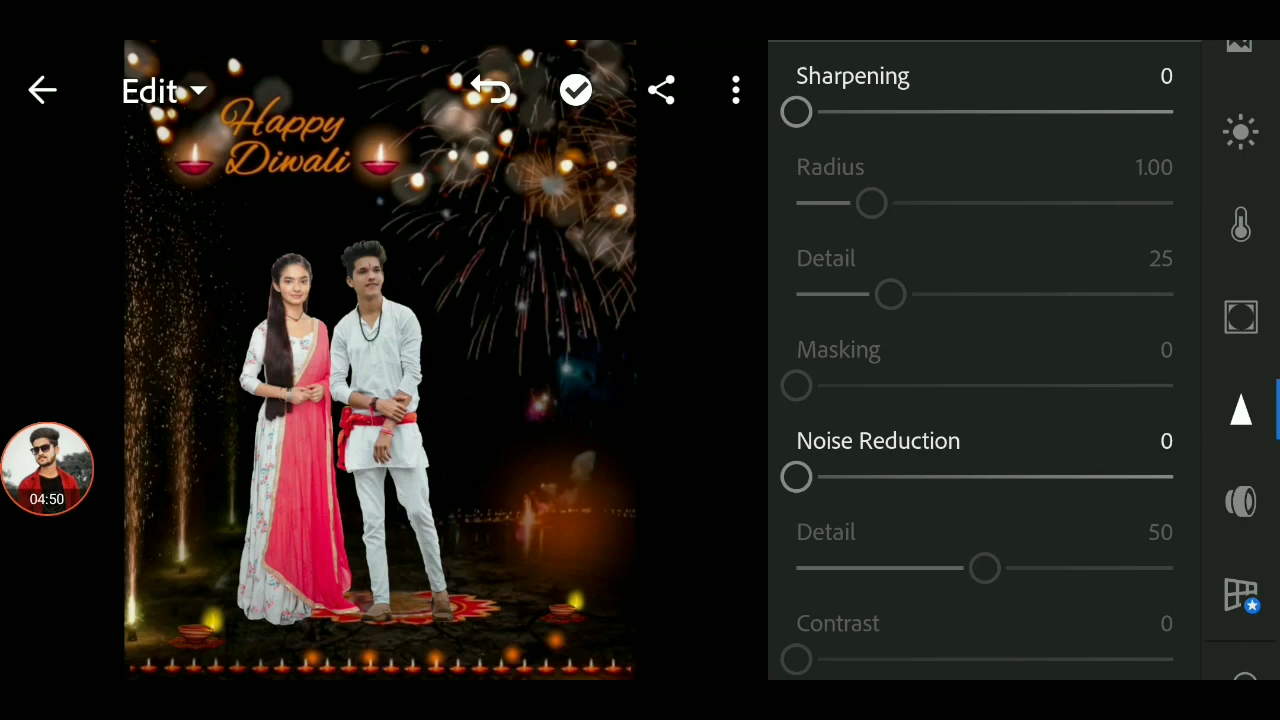 Edit
Happy
Diwali
04:50
Sharpening 0
Radius 1.00
Detail 25
Masking 0
Noise Reduction 0
Detail 50
Contrast 0